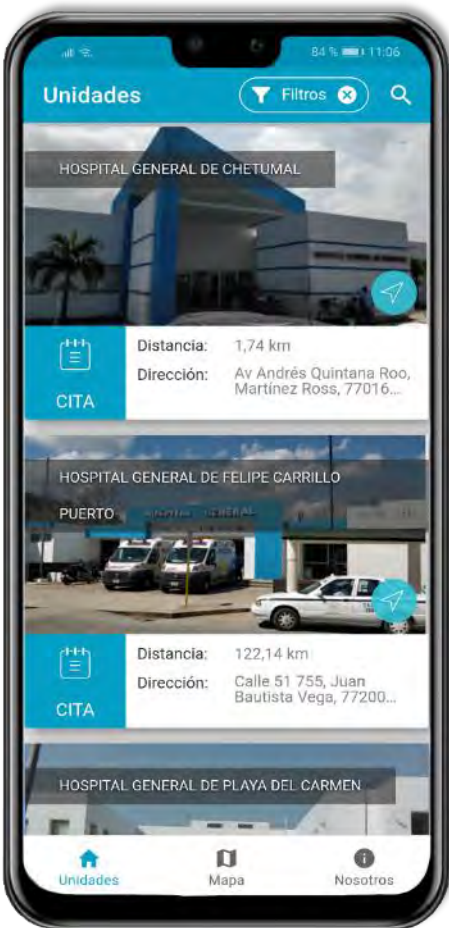 84 % 11:06
Unidades
Filtros
HOSPITAL GENERAL DE CHETUMAL
CITA
Distancia: 1,74 km
Dirección: Av Andrés Quintana Roo,
Martínez Ross, 77016...
HOSPITAL GENERAL DE FELIPE CARRILLO
PUERTO
HOSPITAL GENERAL
CITA
Distancia: 122,14 km
Dirección: Calle 51 755, Juan
Bautista Vega, 77200...
HOSPITAL GENERAL DE PLAYA DEL CARMEN
Unidades
Mapa
Nosotros